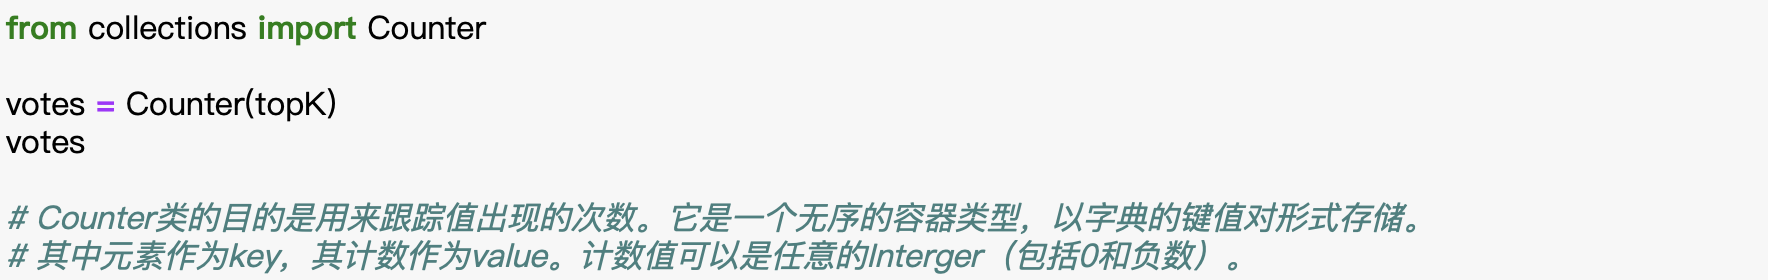 from collections import Counter
votes = Counter(topK)
votes
# Counter类的目的是用来跟踪值出现的次数。它是一个无序的容器类型，以字典的键值对形式存储。
# 其中元素作为key，其计数作为value。计数值可以是任意的Interger（包括0和负数）。